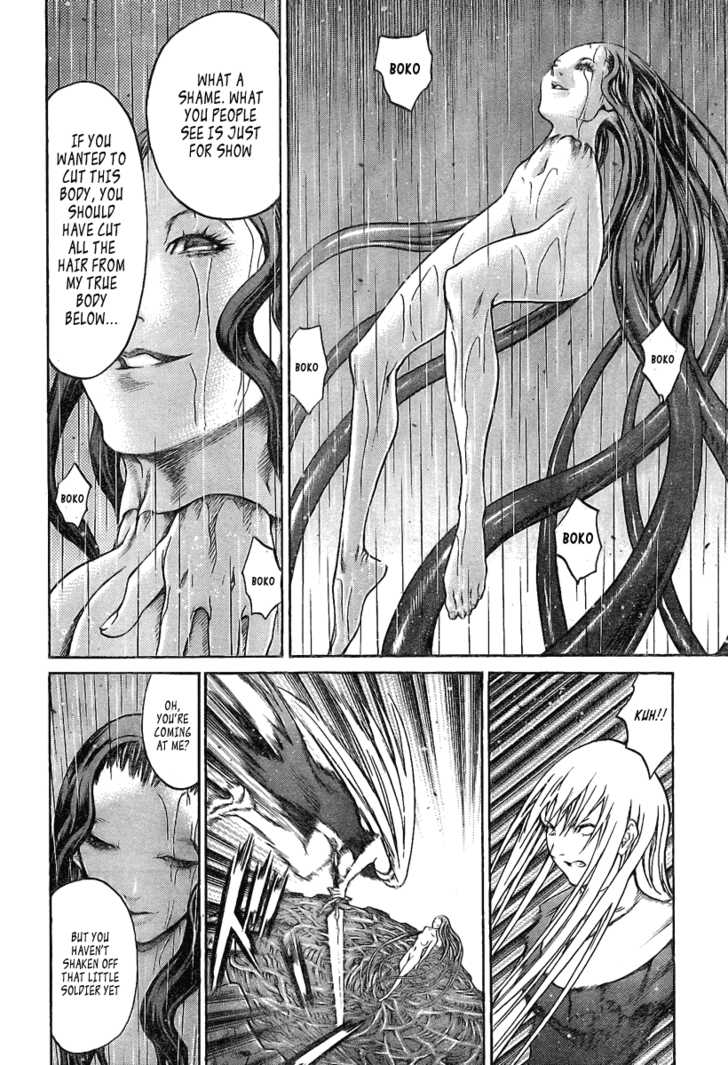 BOKO
BOKO
BOKO
BOKO
BOKO
WHAT A
SHAME. WHAT
YOU PEOPLE
SEE IS JUST
FOR SHOW
IF YOU
WANTED TO
CUT THIS
BODY, YOU
SHOULD
HAVE CUT
ALL THE
HAIR FROM
MY TRUE
BODY
BELOW...
BOKO
BOKO
KUH!!
OH,
YOU'RE
COMING
AT ME?
BUT YOU
HAVEN'T
SHAKEN OFF
THAT LITTLE
SOLDIER YET